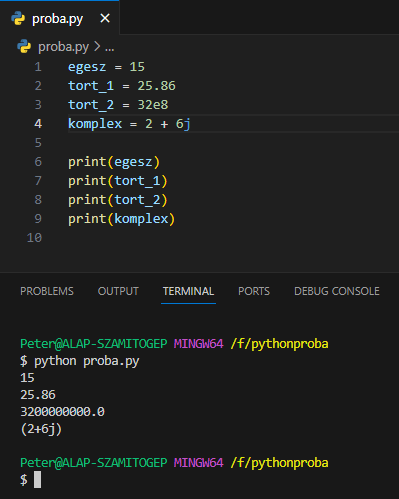 proba.py ×
proba.py > ...
1 egesz = 15
2 tort_1 = 25.86
3 tort_2 = 32e8
4 komplex = 2 + 6j
5
6 print(egesz)
7 print(tort_1)
8 print(tort_2)
9 print(komplex)
10
PROBLEMS OUTPUT TERMINAL PORTS DEBUG CONSOLE
Peter@ALAP-SZAMITOGEP MINGW64 /f/pythonproba
$ python proba.py
15
25.86
3200000000.0
(2+6j)
Peter@ALAP-SZAMITOGEP MINGW64 /f/pythonproba
$